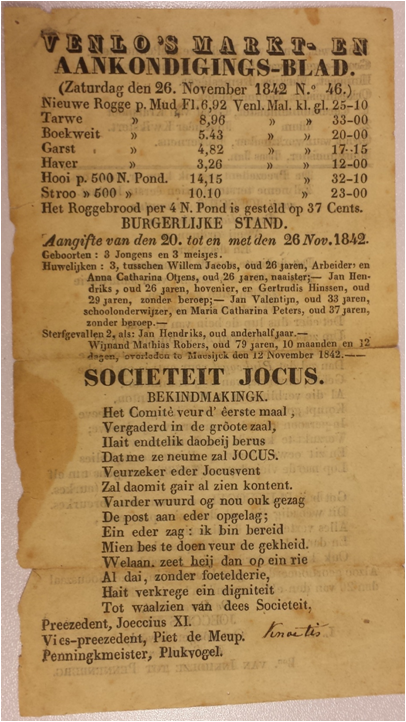 VENLO'S MARKT- EN
AANKONDIGINGS-BLAD.
(Zaturdag den 26. November 1842 N.º 46.)
Nieuwe Rogge p. Mud Fl. 6,92 Venl. Mal. kl. gl. 25-10
Tarwe » 8,96 » » 33-00
Boekweit » 5.43 » » 20-00
Garst » 4,82 » » 17-15
Haver » 3,26 » » 12-00
Hooi p. 500 N. Pond. 14,15 » 32-10
Stroo » 500 » 10.10 » 23-00
Het Roggebrood per 4 N. Pond is gesteld op 37 Cents.
BURGERLIJKE STAND.
Aangifte van den 20. tot en met den 26 Nov. 1842.
Geboorten : 3 Jongens en 3 meisjes.
Huwelijken : 3, tusschen Willem Jacobs, oud 26 jaren, Arbeider en
Anna Catharina Otjens, oud 26 jaren, naaister;— Jan Hen-
driks , oud 26 jaren, hovenier, en Gertrudis Hinssen, oud
29 jaren, zonder beroep;— Jan Valentijn, oud 33 jaren,
schoolonderwijzer, en Maria Catharina Peters, oud 37 jaren,
zonder beroep.—
Sterfgevallen 2, als: Jan Hendriks, oud anderhalf jaar.—
Wijnand Mathias Robers, oud 79 jaren, 10 maanden en 12
dagen, overloden to Maesijck den 12 November 1842.——
SOCIETEIT JOCUS.
BEKINDMAKINGK.
Het Comitè veur d' éerste maal ,
Vergaderd in de grôote zaal,
Hait endtelik daobeij berus
Dat me ze neume zal JOCUS.
Veurzeker eder Jocusvent
Zal daomit gair al zien kontent.
Vairder wuurd og nou ouk gezag
De post aan eder opgelag;
Ein eder zag : ik bin bereid
Mien bes te doen veur de gekheid.
Welaan, zeet heij dan op ein rie
Al dai, zonder foetelderie,
Hait verkrege ein digniteit
Tot waalzien van dees Societeit,
Preezedent, Joeccius XI.
Vies-preezedent, Piet de Meup.
Penningkmeister, Plukvogel.